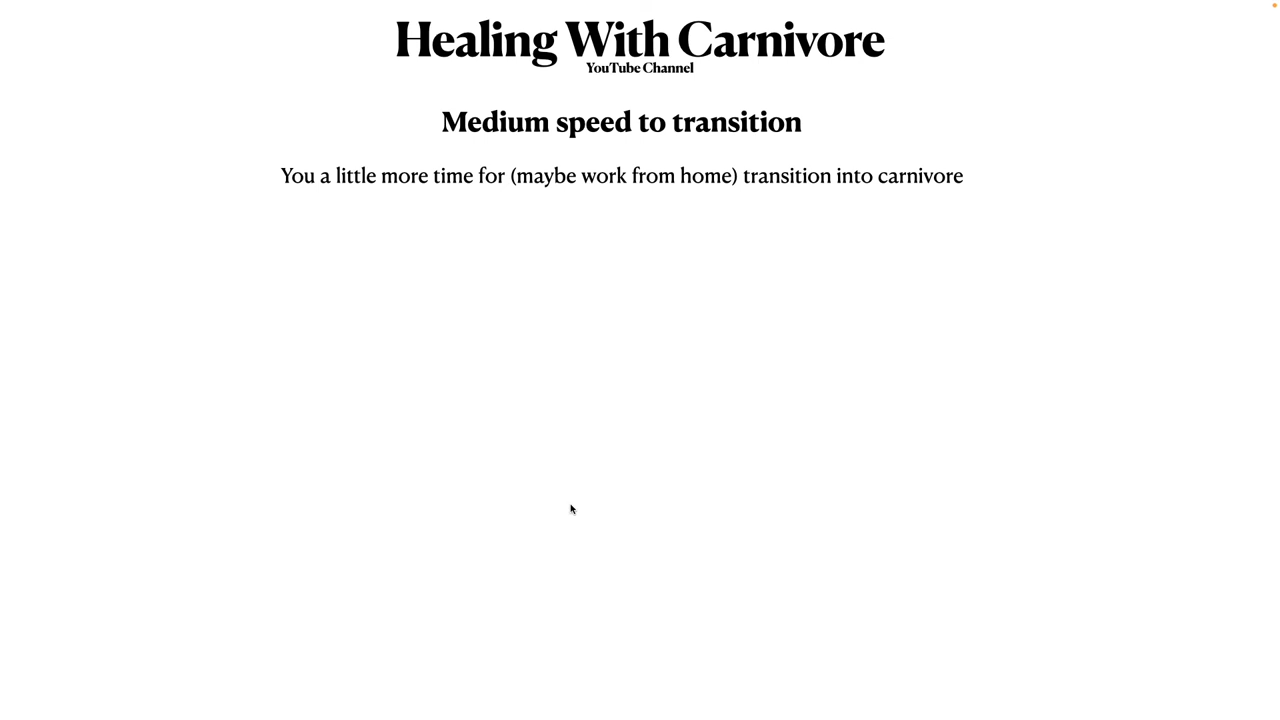 Healing With Carnivore
YouTube Channel
Medium speed to transition
You a little more time for (maybe work from home) transition into carnivore